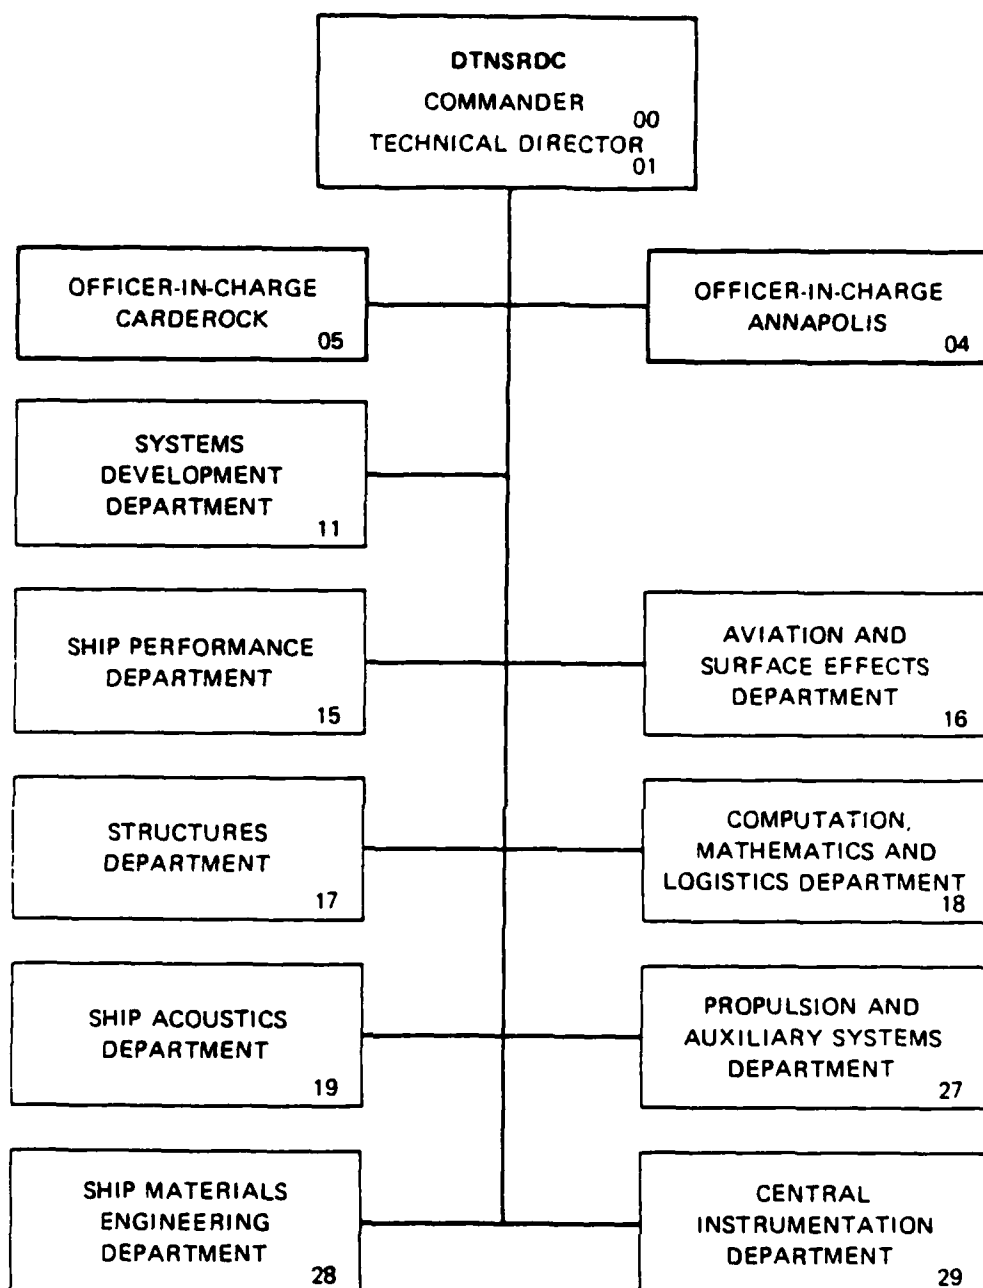 DTNSRDC
COMMANDER
00
TECHNICAL DIRECTOR
01
OFFICER-IN-CHARGE
CARDEROCK
05
OFFICER-IN-CHARGE
ANNAPOLIS
04
SYSTEMS
DEVELOPMENT
DEPARTMENT
11
SHIP PERFORMANCE
DEPARTMENT
15
AVIATION AND
SURFACE EFFECTS
DEPARTMENT
16
STRUCTURES
DEPARTMENT
17
COMPUTATION,
MATHEMATICS AND
LOGISTICS DEPARTMENT
18
SHIP ACOUSTICS
DEPARTMENT
19
PROPULSION AND
AUXILIARY SYSTEMS
DEPARTMENT
27
SHIP MATERIALS
ENGINEERING
DEPARTMENT
28
CENTRAL
INSTRUMENTATION
DEPARTMENT
29